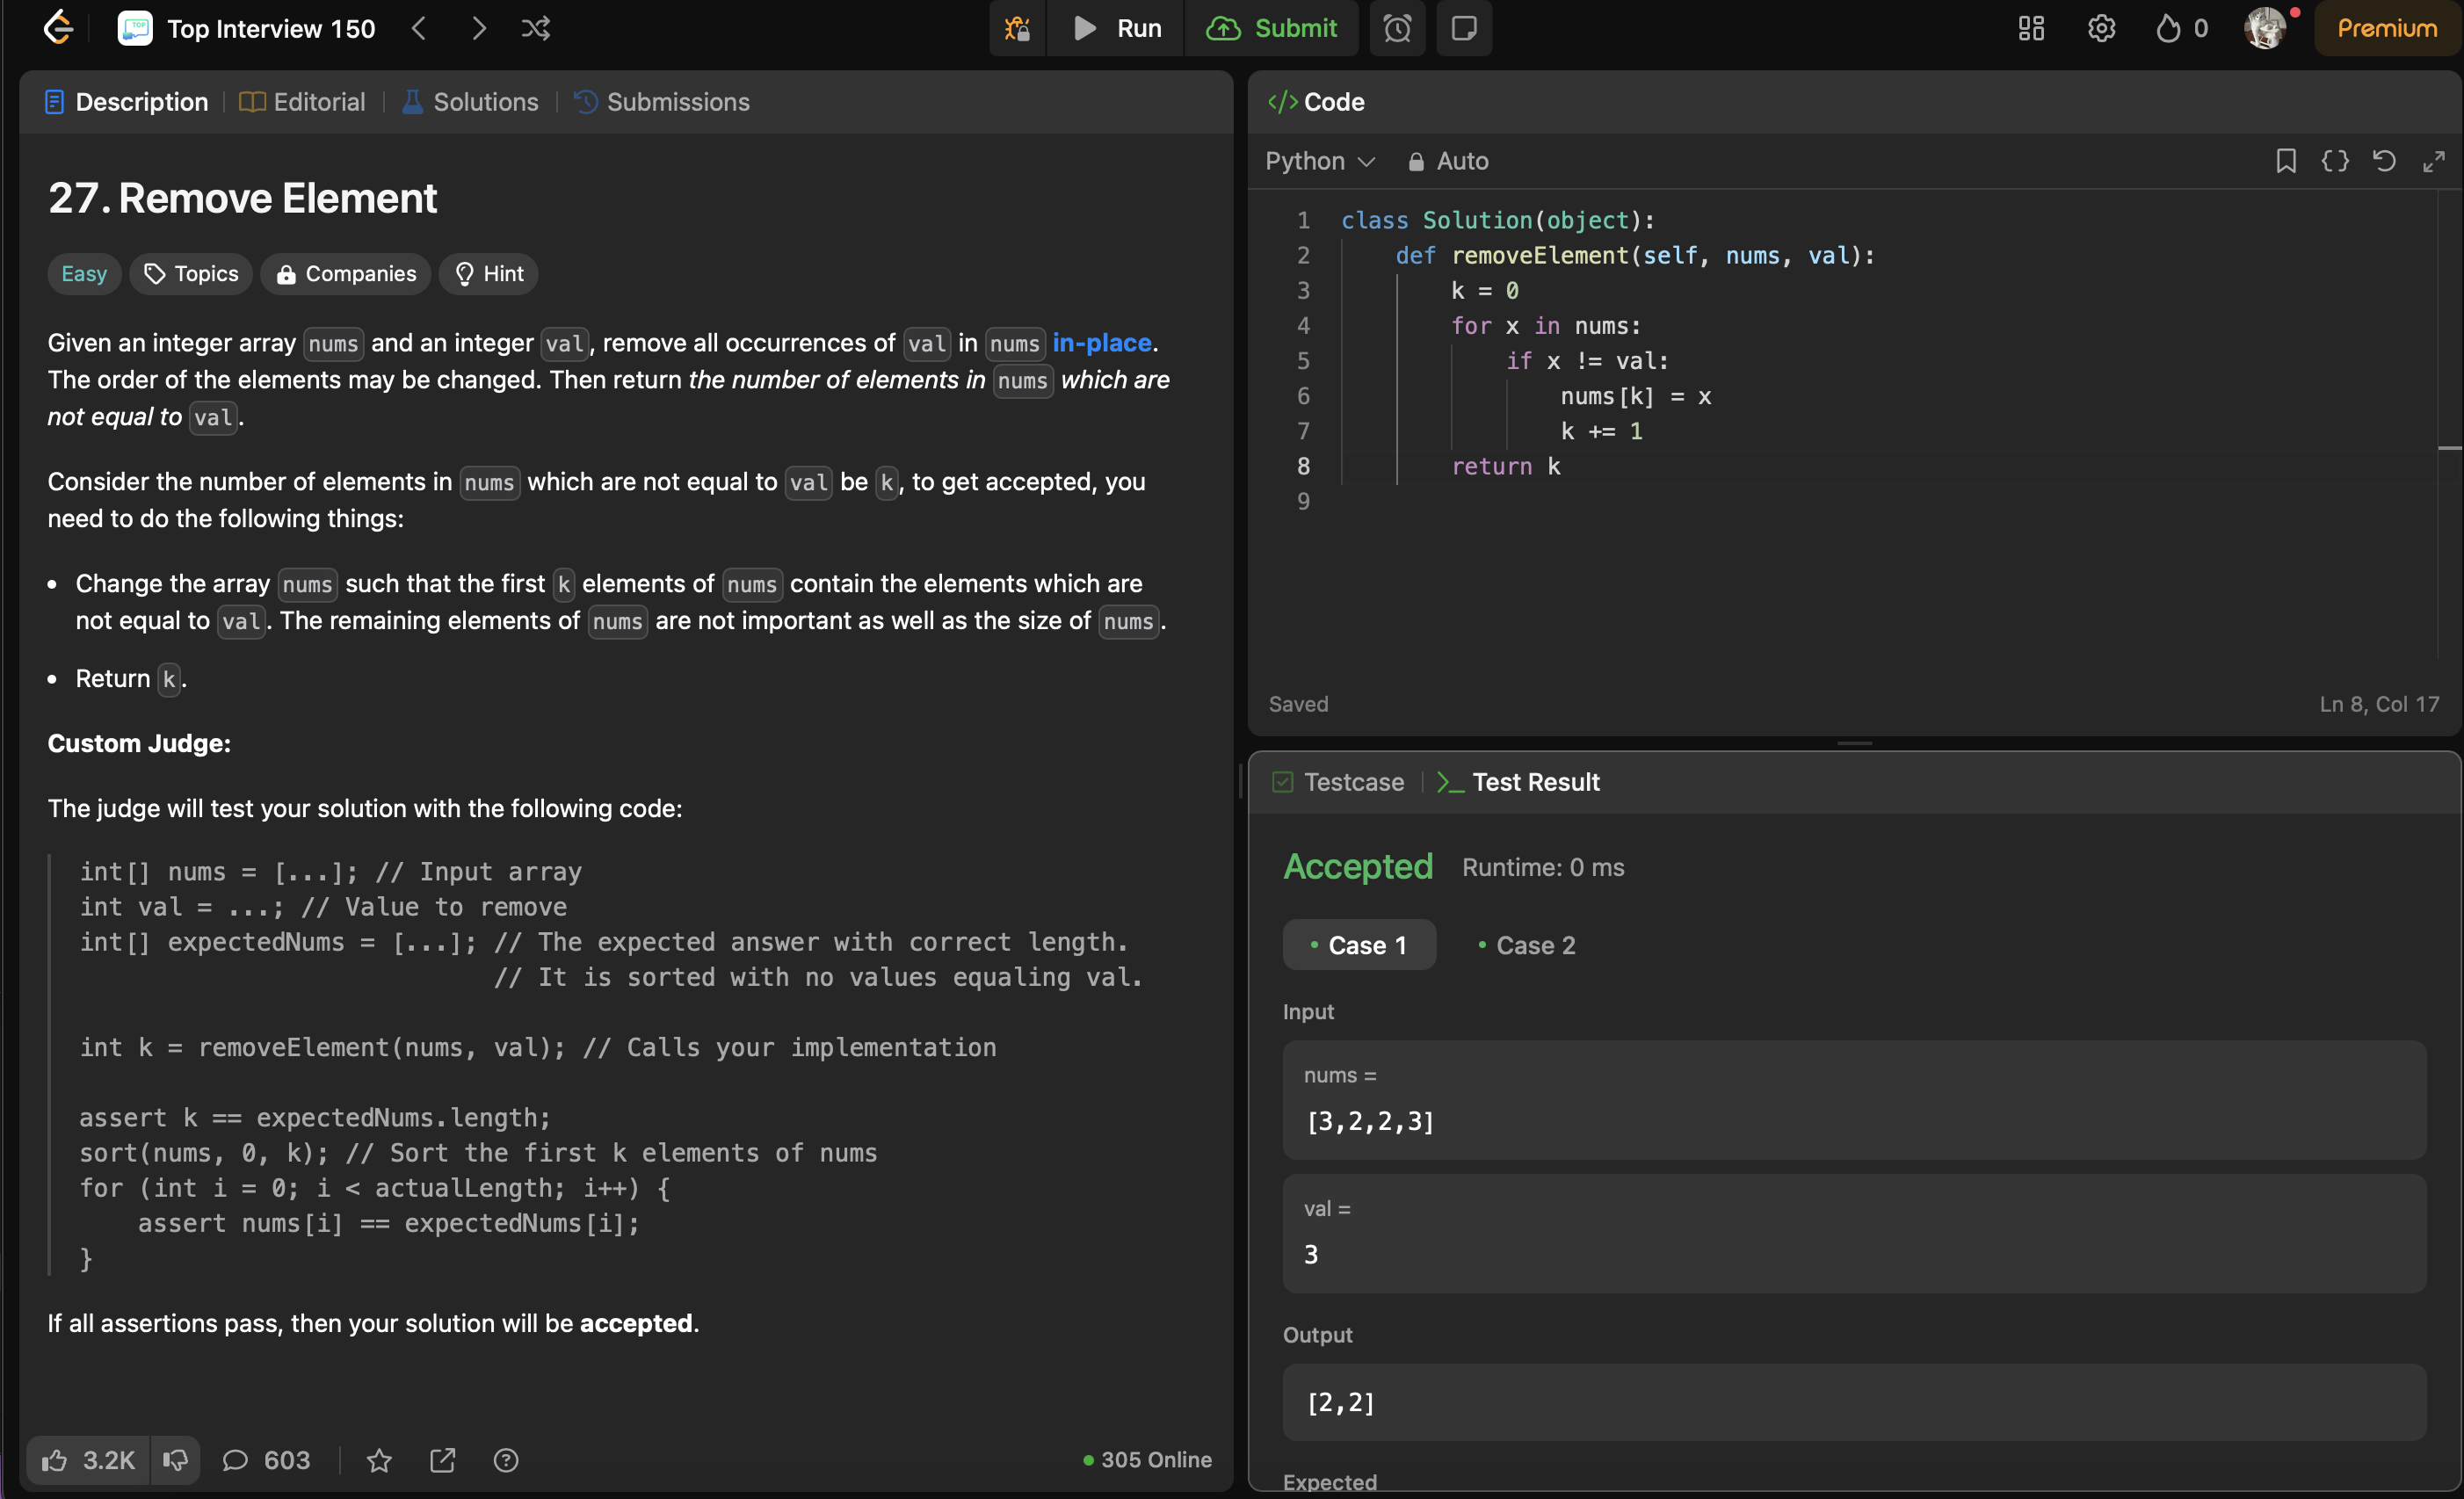 Top Interview 150
Run
Submit
0
Premium
Description
Editorial
Solutions
Submissions
27. Remove Element
Easy
Topics
Companies
Hint
Given an integer array nums and an integer val, remove all occurrences of val in nums in-place.
The order of the elements may be changed. Then return the number of elements in nums which are
not equal to val.
Consider the number of elements in nums which are not equal to val be k, to get accepted, you
need to do the following things:
• Change the array nums such that the first k elements of nums contain the elements which are
not equal to val. The remaining elements of nums are not important as well as the size of nums.
• Return k.
Custom Judge:
The judge will test your solution with the following code:
int[] nums = [...]; // Input array
int val = ...; // Value to remove
int[] expectedNums = [...]; // The expected answer with correct length.
                            // It is sorted with no values equaling val.
int k = removeElement(nums, val); // Calls your implementation
assert k == expectedNums.length;
sort(nums, 0, k); // Sort the first k elements of nums
for (int i = 0; i < actualLength; i++) {
    assert nums[i] == expectedNums[i];
}
If all assertions pass, then your solution will be accepted.
3.2K
603
305 Online
</> Code
Python
Auto
1 class Solution(object):
2     def removeElement(self, nums, val):
3         k = 0
4         for x in nums:
5             if x != val:
6                 nums[k] = x
7                 k += 1
8         return k
9
Saved
Ln 8, Col 17
Testcase
Test Result
Accepted
Runtime: 0 ms
• Case 1
• Case 2
Input
nums =
[3,2,2,3]
val =
3
Output
[2,2]
Expected